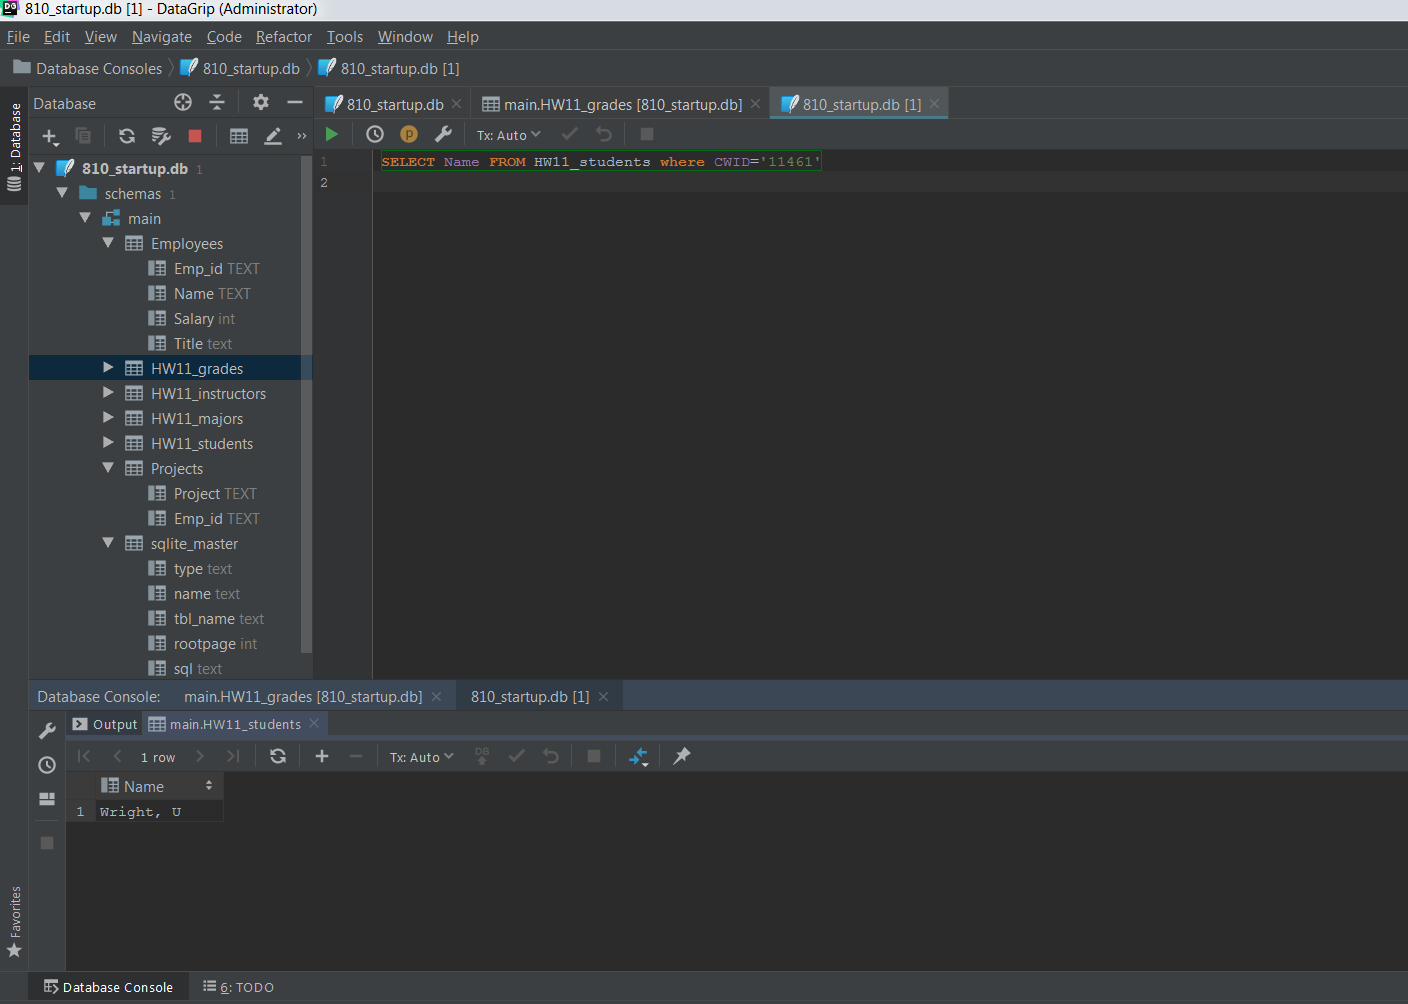 810_startup.db [1] - DataGrip (Administrator)
File Edit View Navigate Code Refactor Tools Window Help
Database Consoles 810_startup.db 810_startup.db [1]
1: Database
Database
810_startup.db main.HW11_grades [810_startup.db] 810_startup.db [1]
P Tx: Auto
1 SELECT Name FROM HW11_students where CWID='11461'
2
810_startup.db 1
schemas 1
main
Employees
Emp_id TEXT
Name TEXT
Salary int
Title text
HW11_grades
HW11_instructors
HW11_majors
HW11_students
Projects
Project TEXT
Emp_id TEXT
sqlite_master
type text
name text
tbl_name text
rootpage int
sql text
Database Console: main.HW11_grades [810_startup.db] 810_startup.db [1]
Output main.HW11_students
1 row Tx: Auto DB
Name
1 Wright, U
Favorites
Database Console 6: TODO